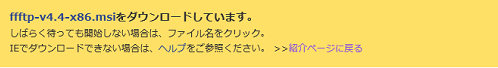 ffftp-v4.4-x86.msiをダウンロードしています。
しばらく待っても開始しない場合は、ファイル名をクリック。
IEでダウンロードできない場合は、ヘルプをご参照ください。 >>紹介ページに戻る